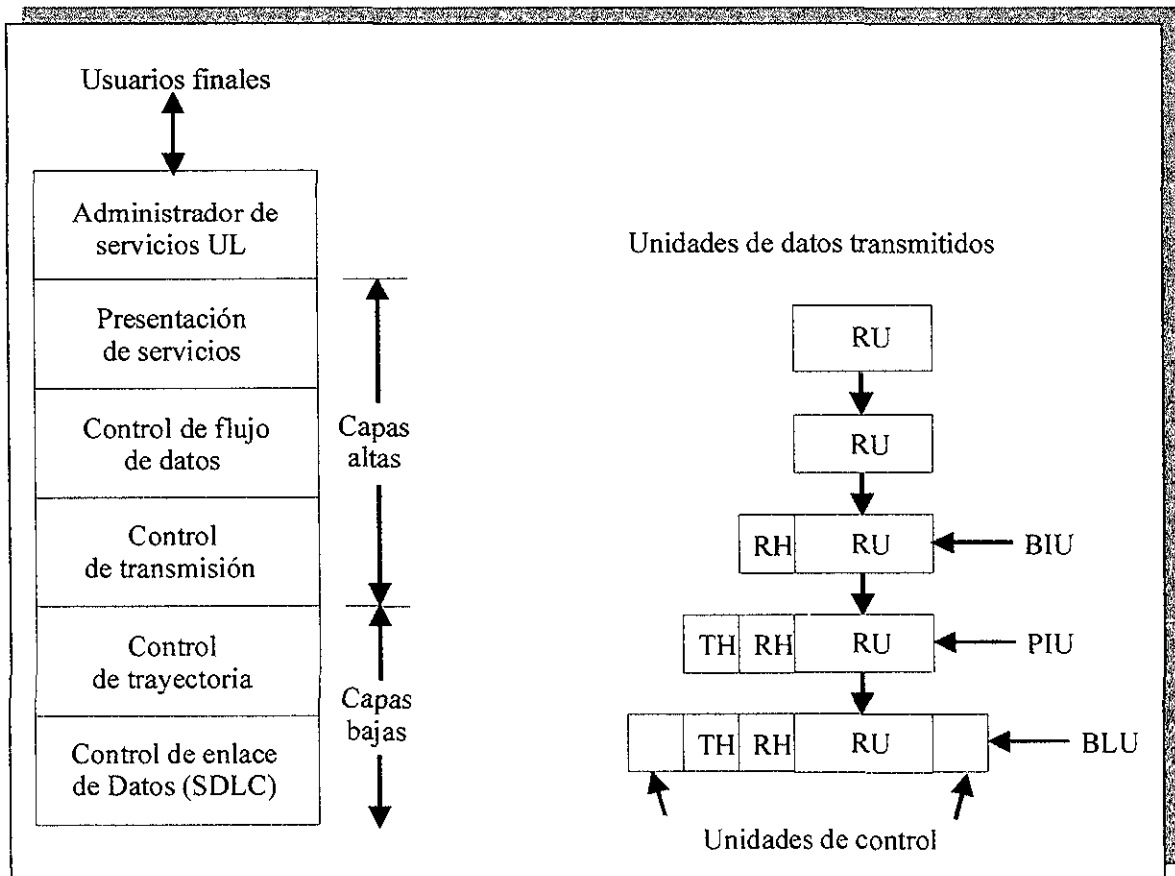 Usuarios finales
Administrador de
servicios UL
Presentación
de servicios
Control de flujo
de datos
Control
de transmisión
Control
de trayectoria
Control de enlace
de Datos (SDLC)
Capas
altas
Capas
bajas
Unidades de datos transmitidos
RU
RU
RH RU BIU
TH RH RU PIU
TH RH RU BLU
Unidades de control